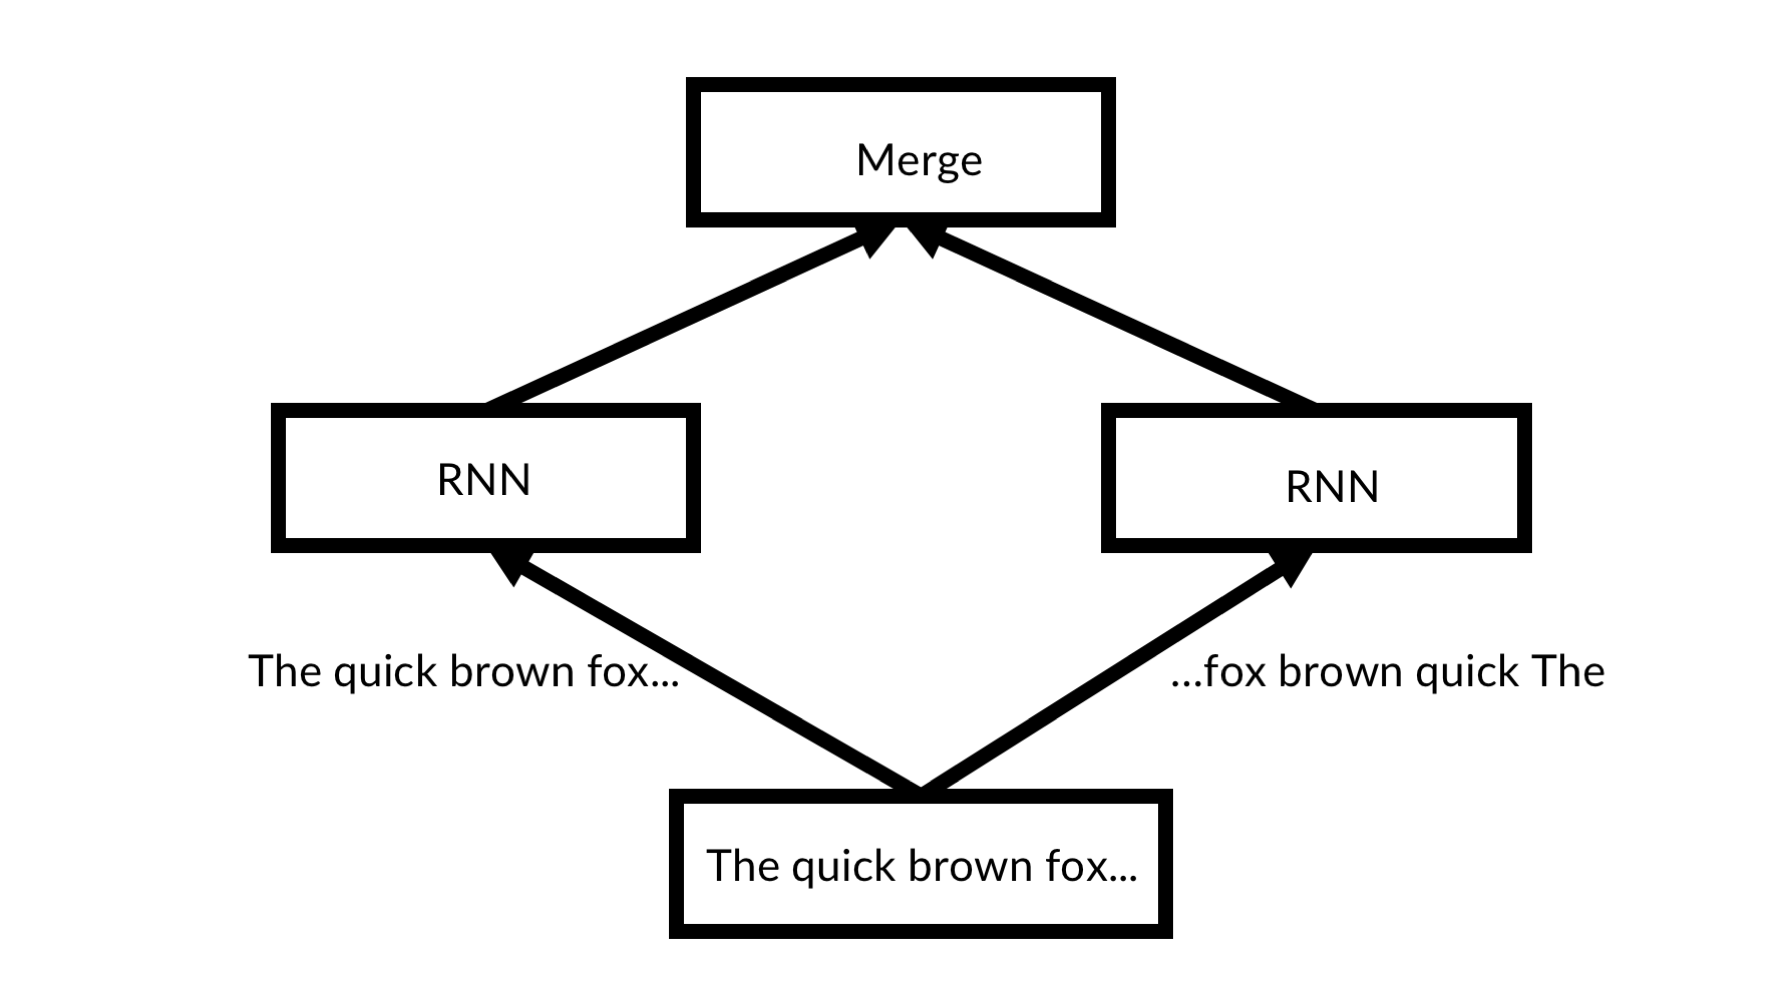 Merge
RNN
RNN
The quick brown fox...
...fox brown quick The
The quick brown fox...